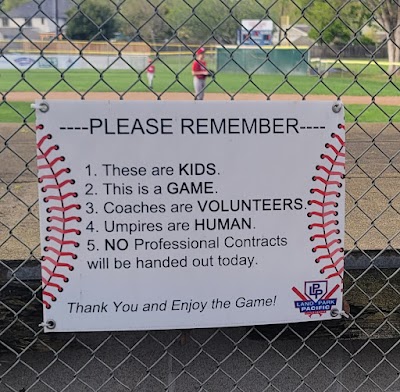 ----PLEASE REMEMBER----
1. These are KIDS.
2. This is a GAME.
3. Coaches are VOLUNTEERS.
4. Umpires are HUMAN.
5. NO Professional Contracts
will be handed out today.
Thank You and Enjoy the Game!
LP
LAND PARK
PACIFIC